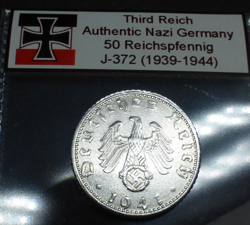 Third Reich
Authentic Nazi Germany
50 Reichspfennig
J-372 (1939-1944)
Deutsches Reich